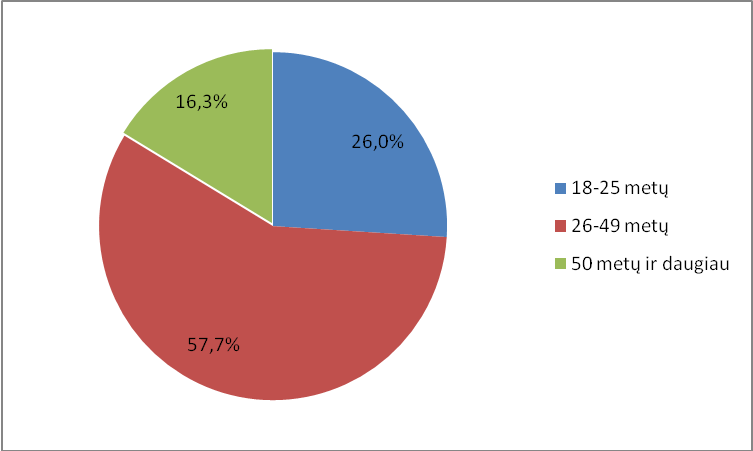 16,3%
26,0%
57,7%
18-25 metų
26-49 metų
50 metų ir daugiau